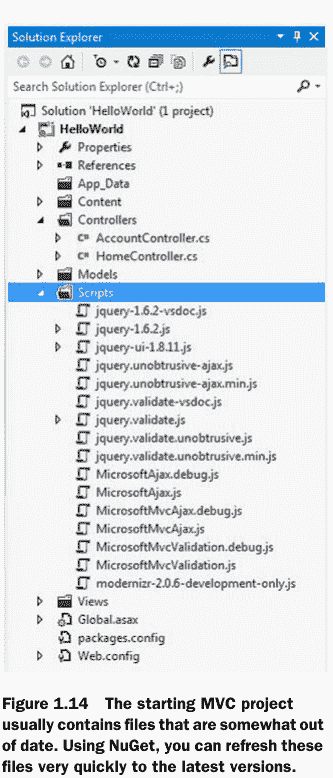 Solution Explorer
Search Solution Explorer (Ctrl+;)
Solution 'HelloWorld' (1 project)
HelloWorld
Properties
References
App_Data
Content
Controllers
C# AccountController.cs
C# HomeController.cs
Models
Scripts
jquery-1.6.2-vsdoc.js
jquery-1.6.2.js
jquery-ui-1.8.11.js
jquery.unobtrusive-ajax.js
jquery.unobtrusive-ajax.min.js
jquery.validate-vsdoc.js
jquery.validate.js
jquery.validate.unobtrusive.js
jquery.validate.unobtrusive.min.js
MicrosoftAjax.debug.js
MicrosoftAjax.js
MicrosoftMvcAjax.debug.js
MicrosoftMvcAjax.js
MicrosoftMvcValidation.debug.js
MicrosoftMvcValidation.js
modernizr-2.0.6-development-only.js
Views
Global.asax
packages.config
Web.config
Figure 1.14 The starting MVC project
usually contains files that are somewhat out
of date. Using NuGet, you can refresh these
files very quickly to the latest versions.